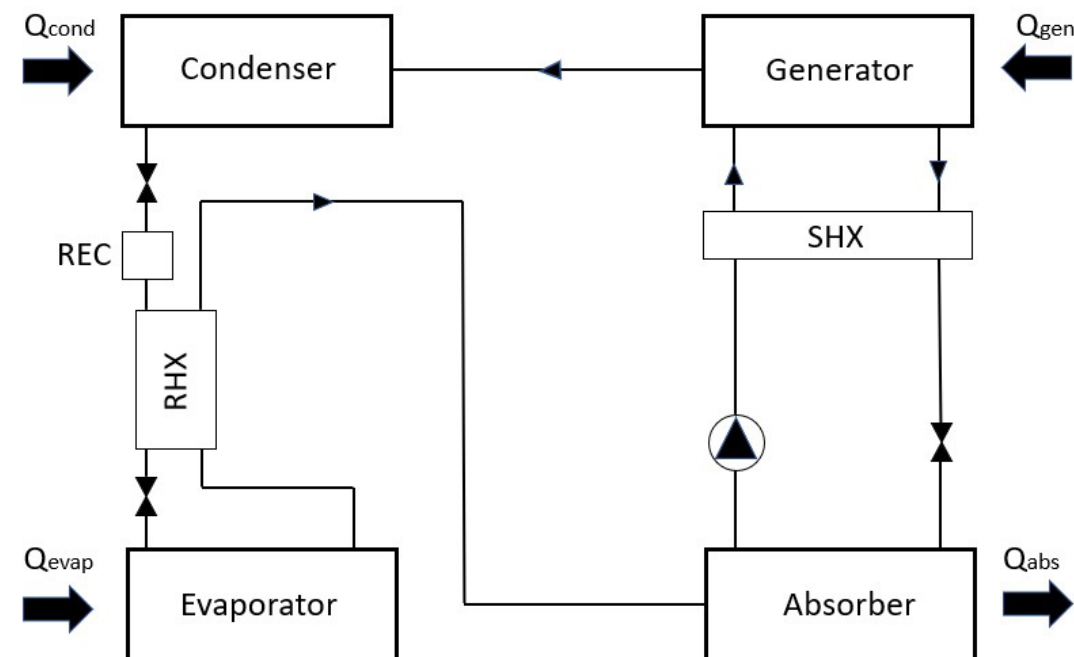 Qcond
Condenser
Generator
Qgen
REC
SHX
RHX
Qevap
Evaporator
Absorber
Qabs